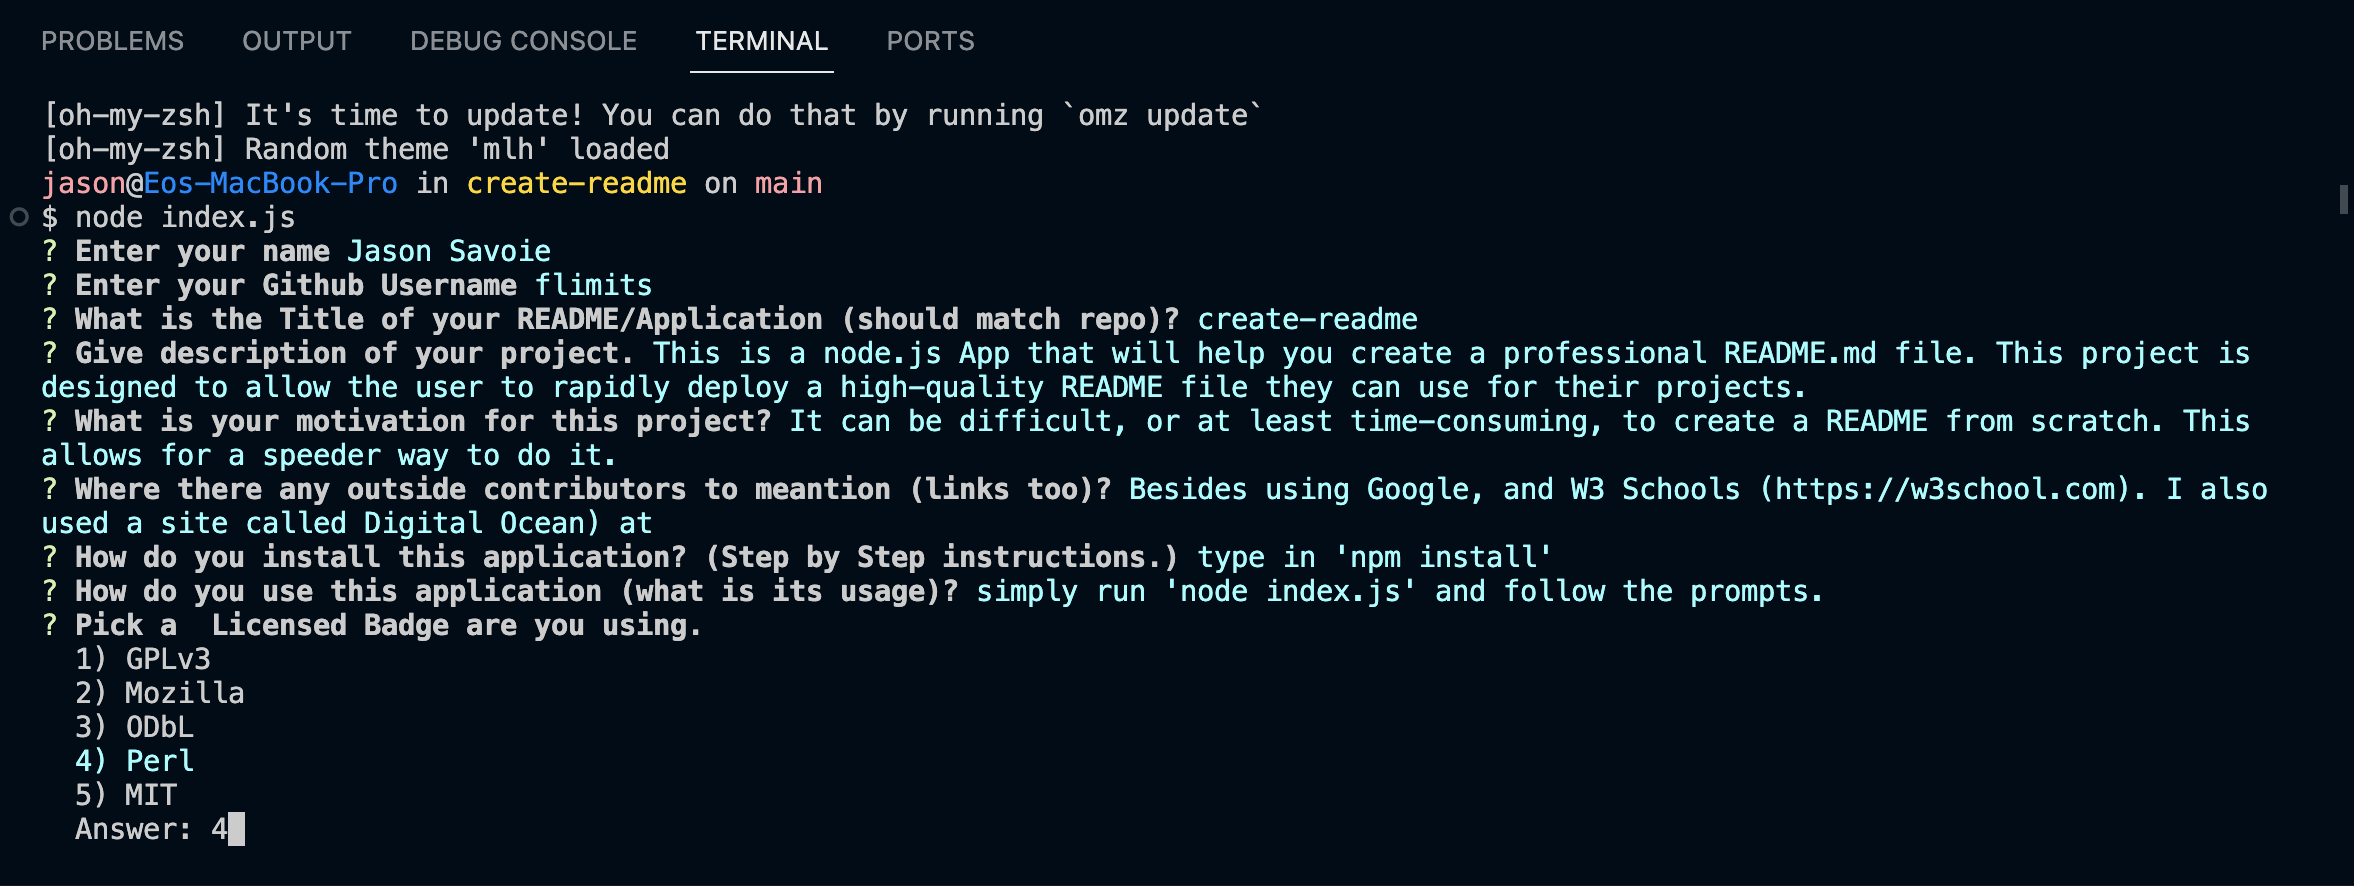 PROBLEMS OUTPUT DEBUG CONSOLE TERMINAL PORTS
[oh-my-zsh] It's time to update! You can do that by running `omz update`
[oh-my-zsh] Random theme 'mlh' loaded
jason@Eos-MacBook-Pro in create-readme on main
$ node index.js
? Enter your name Jason Savoie
? Enter your Github Username flimits
? What is the Title of your README/Application (should match repo)? create-readme
? Give description of your project. This is a node.js App that will help you create a professional README.md file. This project is
designed to allow the user to rapidly deploy a high-quality README file they can use for their projects.
? What is your motivation for this project? It can be difficult, or at least time-consuming, to create a README from scratch. This
allows for a speeder way to do it.
? Where there any outside contributors to meantion (links too)? Besides using Google, and W3 Schools (https://w3school.com). I also
used a site called Digital Ocean) at
? How do you install this application? (Step by Step instructions.) type in 'npm install'
? How do you use this application (what is its usage)? simply run 'node index.js' and follow the prompts.
? Pick a  Licensed Badge are you using.
1) GPLv3
2) Mozilla
3) ODbL
4) Perl
5) MIT
Answer: 4